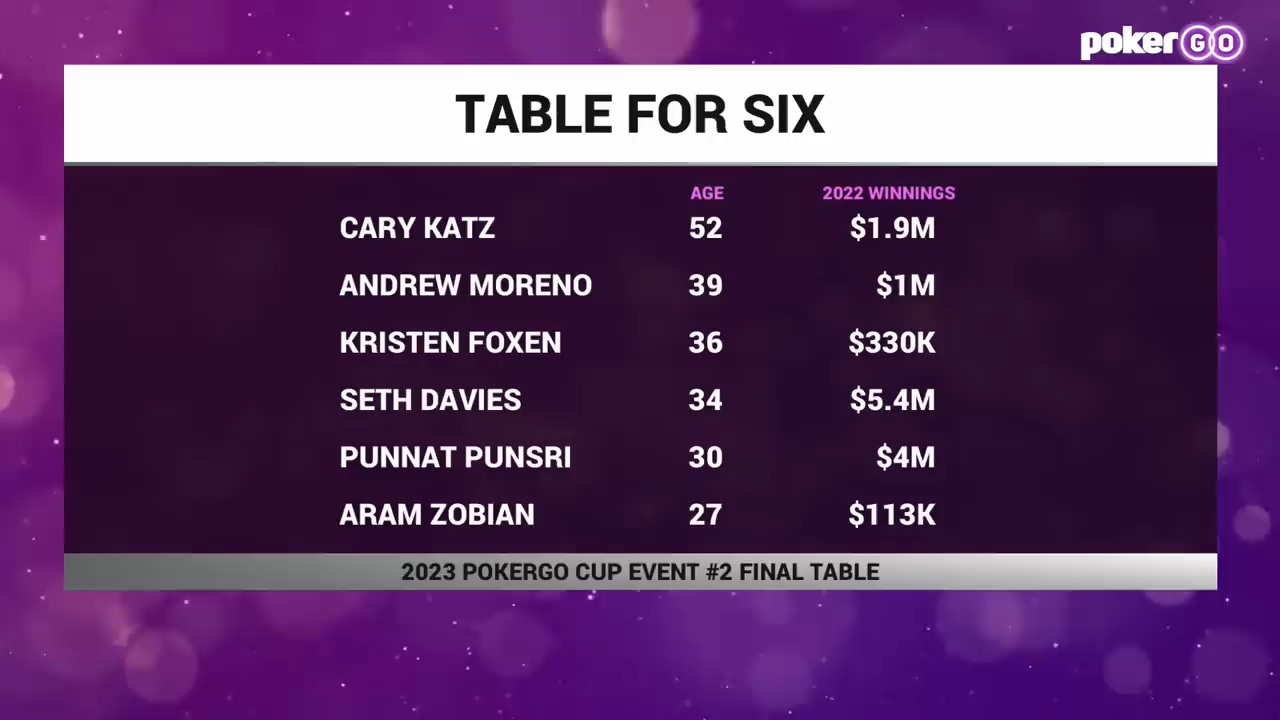 pokerGO
TABLE FOR SIX
AGE 2022 WINNINGS
CARY KATZ 52 $1.9M
ANDREW MORENO 39 $1M
KRISTEN FOXEN 36 $330K
SETH DAVIES 34 $5.4M
PUNNAT PUNSRI 30 $4M
ARAM ZOBIAN 27 $113K
2023 POKERGO CUP EVENT #2 FINAL TABLE